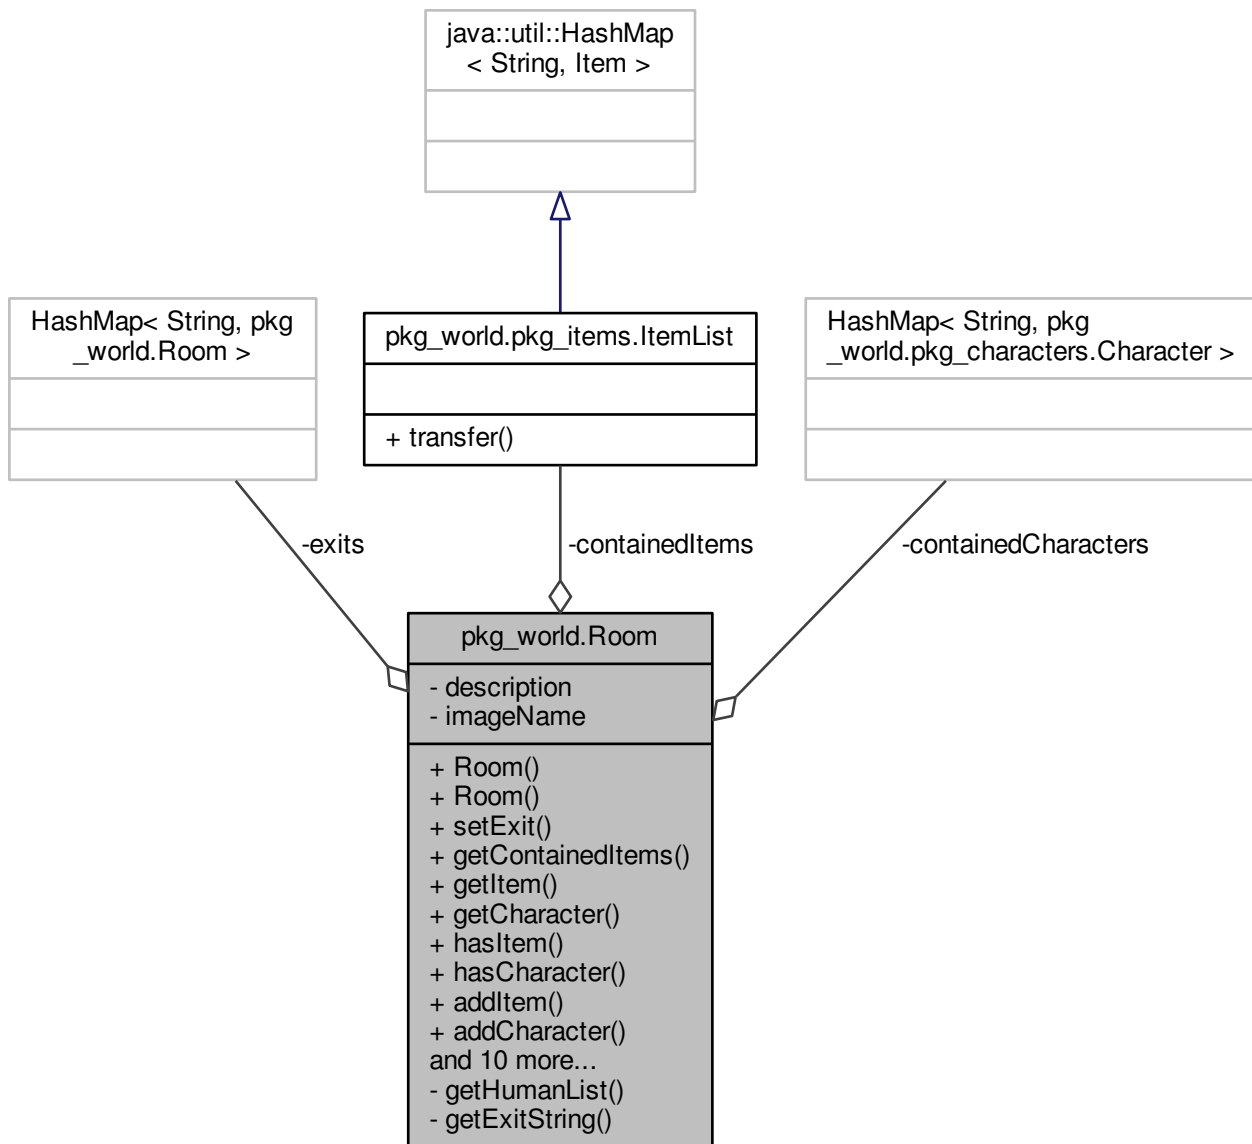 java::util::HashMap
< String, Item >
HashMap< String, pkg
_world.Room >
pkg_world.pkg_items.ItemList
+ transfer()
HashMap< String, pkg
_world.pkg_characters.Character >
-exits
-containedItems
-containedCharacters
pkg_world.Room
- description
- imageName
+ Room()
+ Room()
+ setExit()
+ getContainedItems()
+ getItem()
+ getCharacter()
+ hasItem()
+ hasCharacter()
+ addItem()
+ addCharacter()
and 10 more...
- getHumanList()
- getExitString()